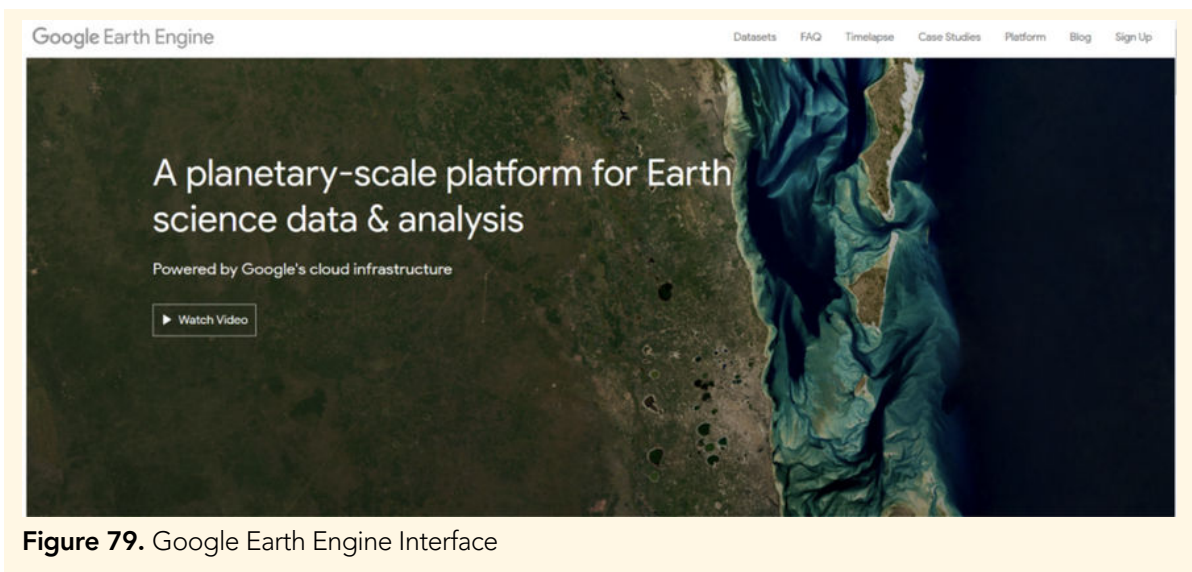 Google Earth Engine
Datasets FAQ Timelapse Case Studies Platform Blog Sign Up
A planetary-scale platform for Earth
science data & analysis
Powered by Google's cloud infrastructure
Watch Video
Figure 79. Google Earth Engine Interface